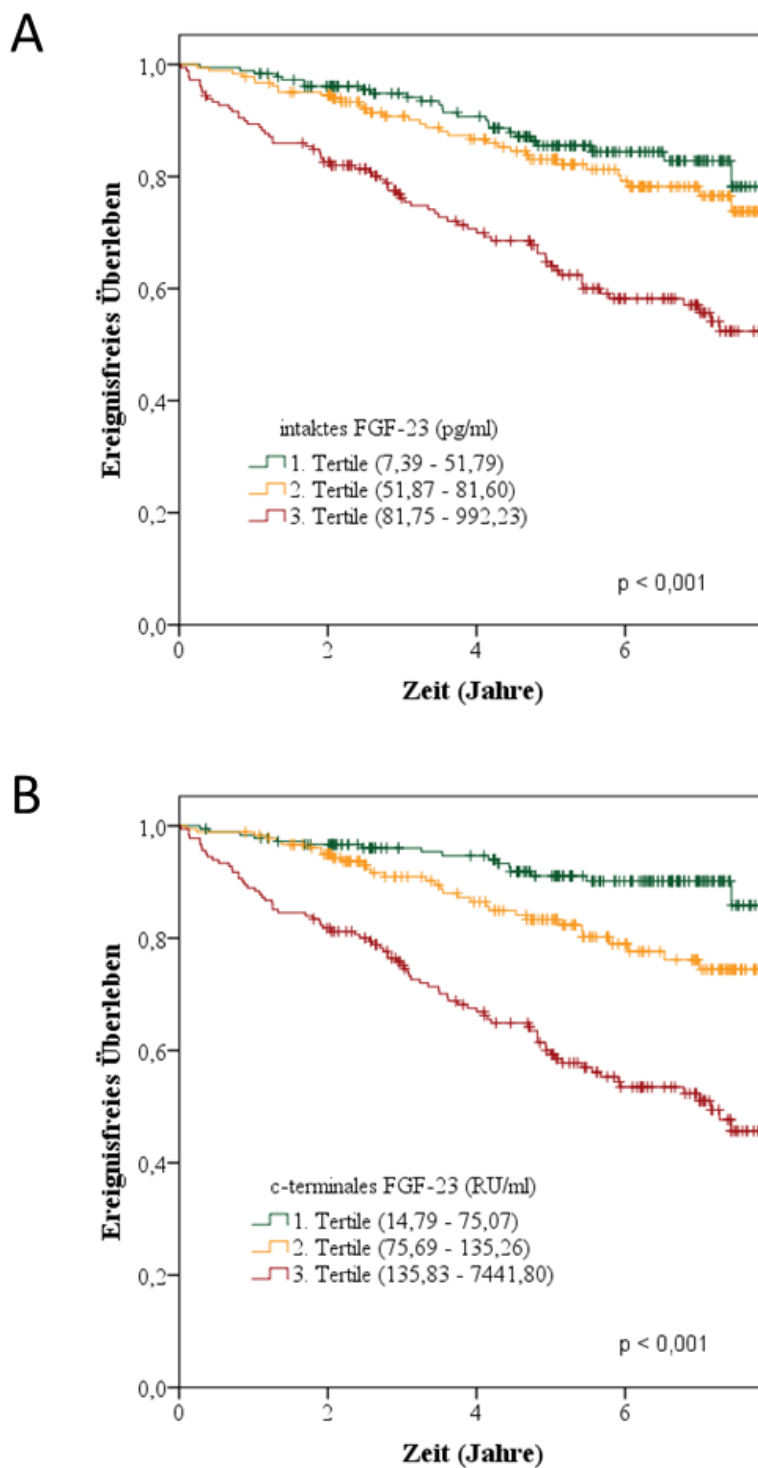 A
1,0
0,8
0,6
0,4
0,2
0,0
Ereignisfreies Überleben
intaktes FGF-23 (pg/ml)
1. Tertile (7,39 - 51,79)
2. Tertile (51,87 - 81,60)
3. Tertile (81,75 - 992,23)
p < 0,001
0 2 4 6
Zeit (Jahre)
B
1,0
0,8
0,6
0,4
0,2
0,0
Ereignisfreies Überleben
c-terminales FGF-23 (RU/ml)
1. Tertile (14,79 - 75,07)
2. Tertile (75,69 - 135,26)
3. Tertile (135,83 - 7441,80)
p < 0,001
0 2 4 6
Zeit (Jahre)